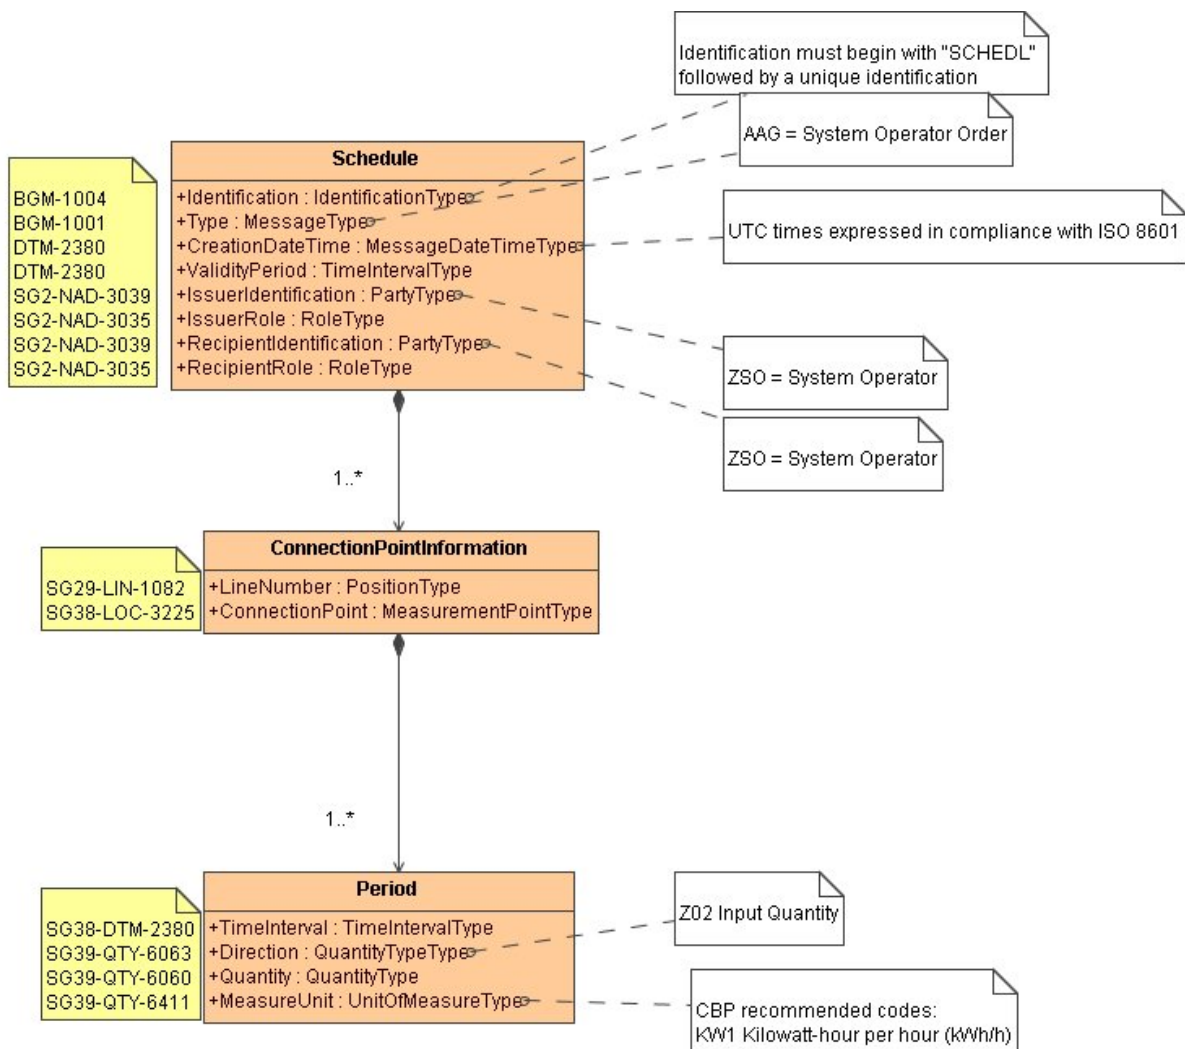 Identification must begin with "SCHEDL"
followed by a unique identification
AAG = System Operator Order
UTC times expressed in compliance with ISO 8601
ZSO = System Operator
ZSO = System Operator
BGM-1004
BGM-1001
DTM-2380
DTM-2380
SG2-NAD-3039
SG2-NAD-3035
SG2-NAD-3039
SG2-NAD-3035
Schedule
+Identification : IdentificationType
+Type : MessageType
+CreationDateTime : MessageDateTimeType
+ValidityPeriod : TimeIntervalType
+IssuerIdentification : PartyType
+IssuerRole : RoleType
+RecipientIdentification : PartyType
+RecipientRole : RoleType
1..*
SG29-LIN-1082
SG38-LOC-3225
ConnectionPointInformation
+LineNumber : PositionType
+ConnectionPoint : MeasurementPointType
1..*
SG38-DTM-2380
SG39-QTY-6063
SG39-QTY-6060
SG39-QTY-6411
Period
+TimeInterval : TimeIntervalType
+Direction : QuantityTypeType
+Quantity : QuantityType
+MeasureUnit : UnitOfMeasureType
Z02 Input Quantity
CBP recommended codes:
KW1 Kilowatt-hour per hour (kWh/h)